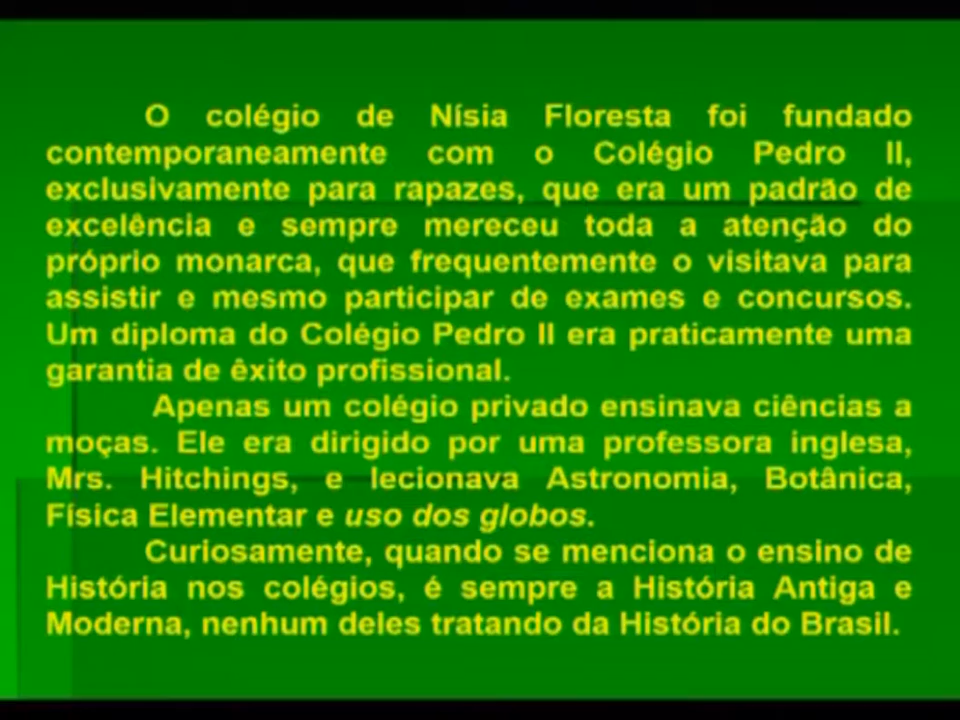 O colégio de Nísia Floresta foi fundado
contemporaneamente com o Colégio Pedro II,
exclusivamente para rapazes, que era um padrão de
excelência e sempre mereceu toda a atenção do
próprio monarca, que frequentemente o visitava para
assistir e mesmo participar de exames e concursos.
Um diploma do Colégio Pedro II era praticamente uma
garantia de êxito profissional.
Apenas um colégio privado ensinava ciências a
moças. Ele era dirigido por uma professora inglesa,
Mrs. Hitchings, e lecionava Astronomia, Botânica,
Física Elementar e uso dos globos.
Curiosamente, quando se menciona o ensino de
História nos colégios, é sempre a História Antiga e
Moderna, nenhum deles tratando da História do Brasil.